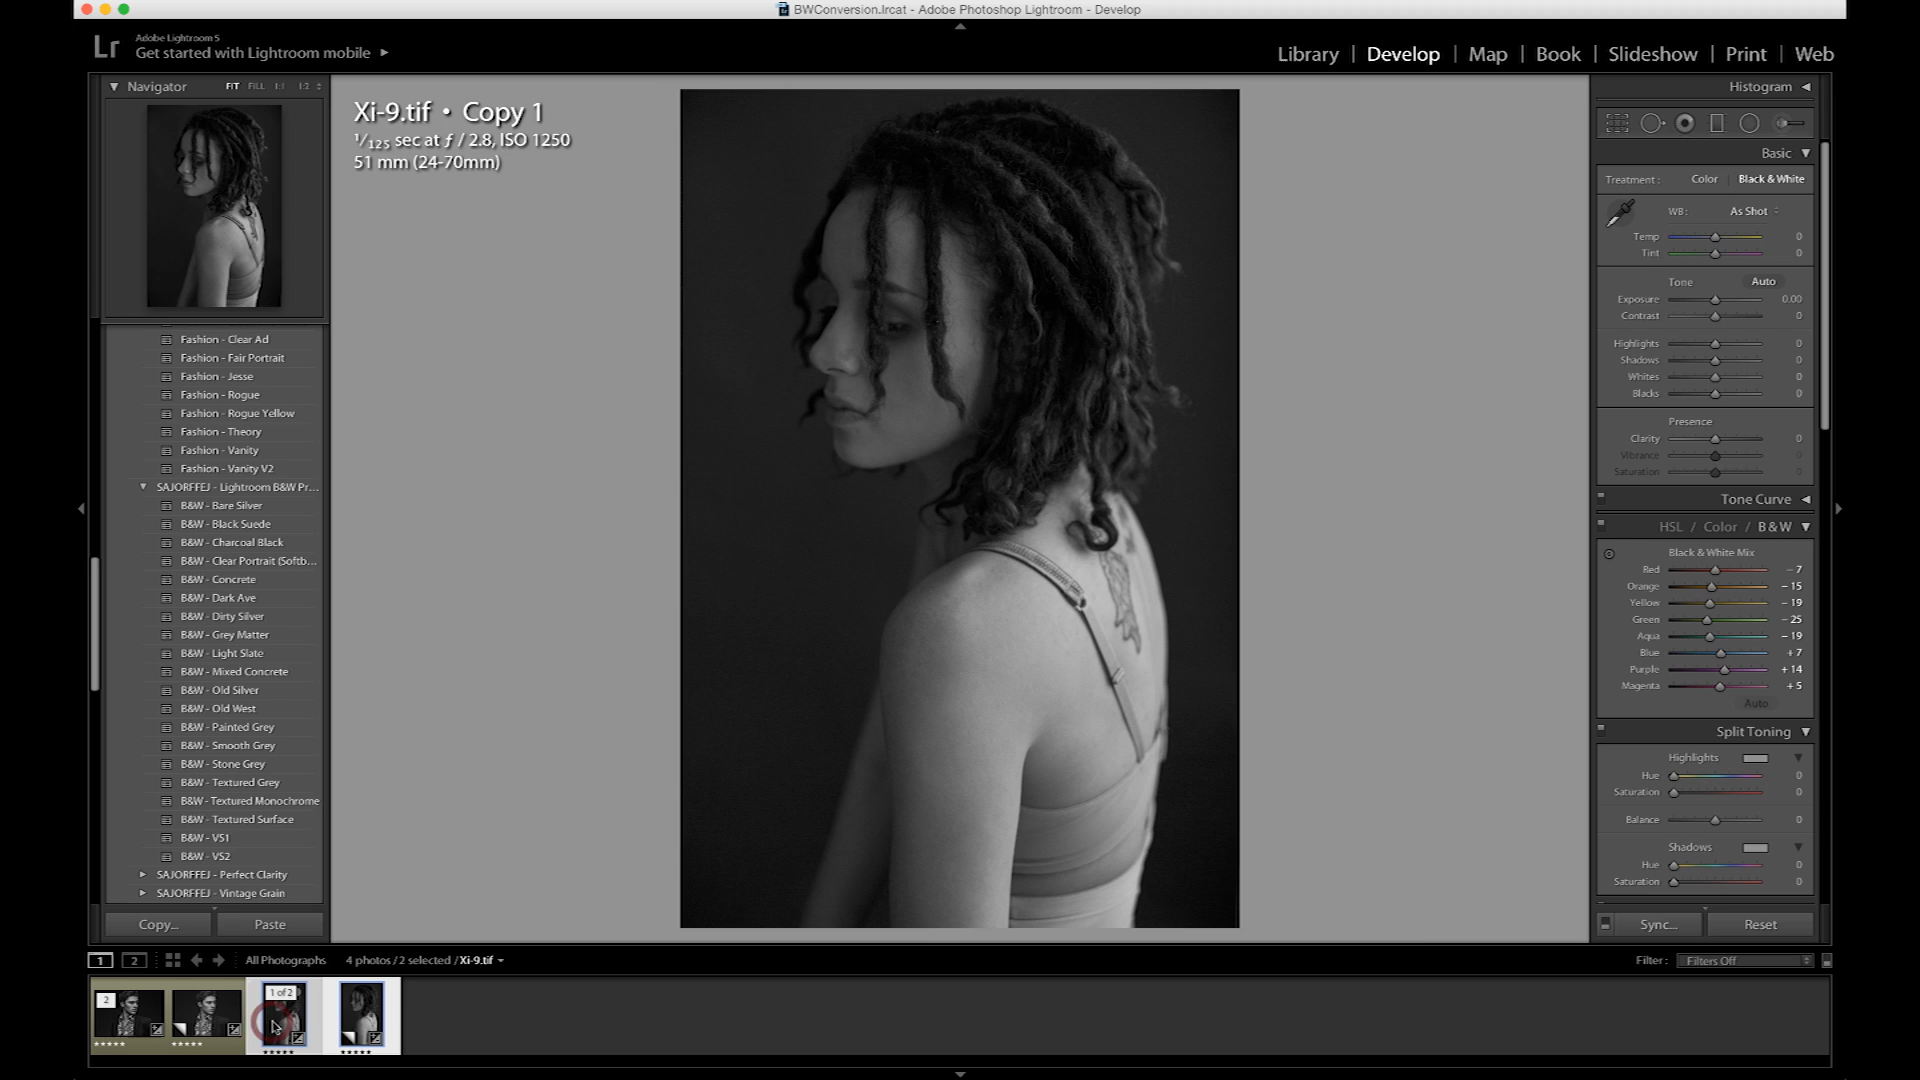 BWConversion.lrcat - Adobe Photoshop Lightroom - Develop
Lr
Adobe Lightroom 5
Get started with Lightroom mobile
Library | Develop | Map | Book | Slideshow | Print | Web
Navigator FIT FILL 1:1 1:2
Xi-9.tif • Copy 1
1/125 sec at ƒ / 2.8, ISO 1250
51 mm (24-70mm)
Fashion - Clear Ad
Fashion - Fair Portrait
Fashion - Jesse
Fashion - Rogue
Fashion - Rogue Yellow
Fashion - Theory
Fashion - Vanity
Fashion - Vanity V2
SAJORFFEJ - Lightroom B&W Pr...
B&W - Bare Silver
B&W - Black Suede
B&W - Charcoal Black
B&W - Clear Portrait (Softb...
B&W - Concrete
B&W - Dark Ave
B&W - Dirty Silver
B&W - Grey Matter
B&W - Light Slate
B&W - Mixed Concrete
B&W - Old Silver
B&W - Old West
B&W - Painted Grey
B&W - Smooth Grey
B&W - Stone Grey
B&W - Textured Grey
B&W - Textured Monochrome
B&W - Textured Surface
B&W - VS1
B&W - VS2
SAJORFFEJ - Perfect Clarity
SAJORFFEJ - Vintage Grain
Copy... Paste
Histogram
Basic
Treatment : Color | Black & White
WB : As Shot
Temp 0
Tint 0
Tone Auto
Exposure 0.00
Contrast 0
Highlights 0
Shadows 0
Whites 0
Blacks 0
Presence
Clarity 0
Vibrance 0
Saturation 0
Tone Curve
HSL / Color / B & W
Black & White Mix
Red - 7
Orange - 15
Yellow - 19
Green - 25
Aqua - 19
Blue + 7
Purple + 14
Magenta + 5
Auto
Split Toning
Highlights
Hue 0
Saturation 0
Balance 0
Shadows
Hue 0
Saturation 0
Sync... Reset
1 2 All Photographs 4 photos / 2 selected / Xi-9.tif
Filter : Filters Off
2
1 of 2